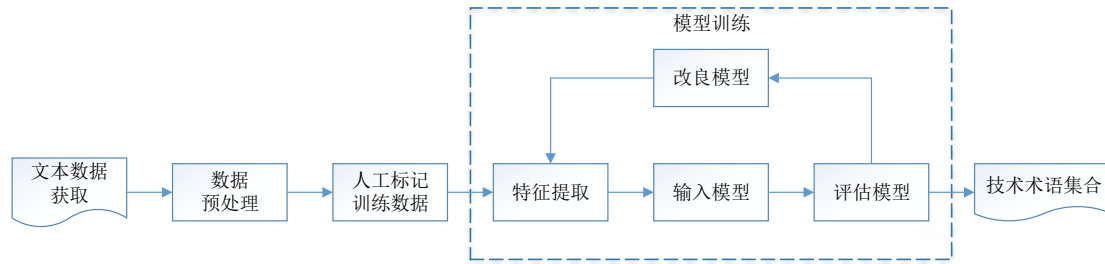 模型训练
改良模型
文本数据
获取
数据
预处理
人工标记
训练数据
特征提取
输入模型
评估模型
技术术语集合